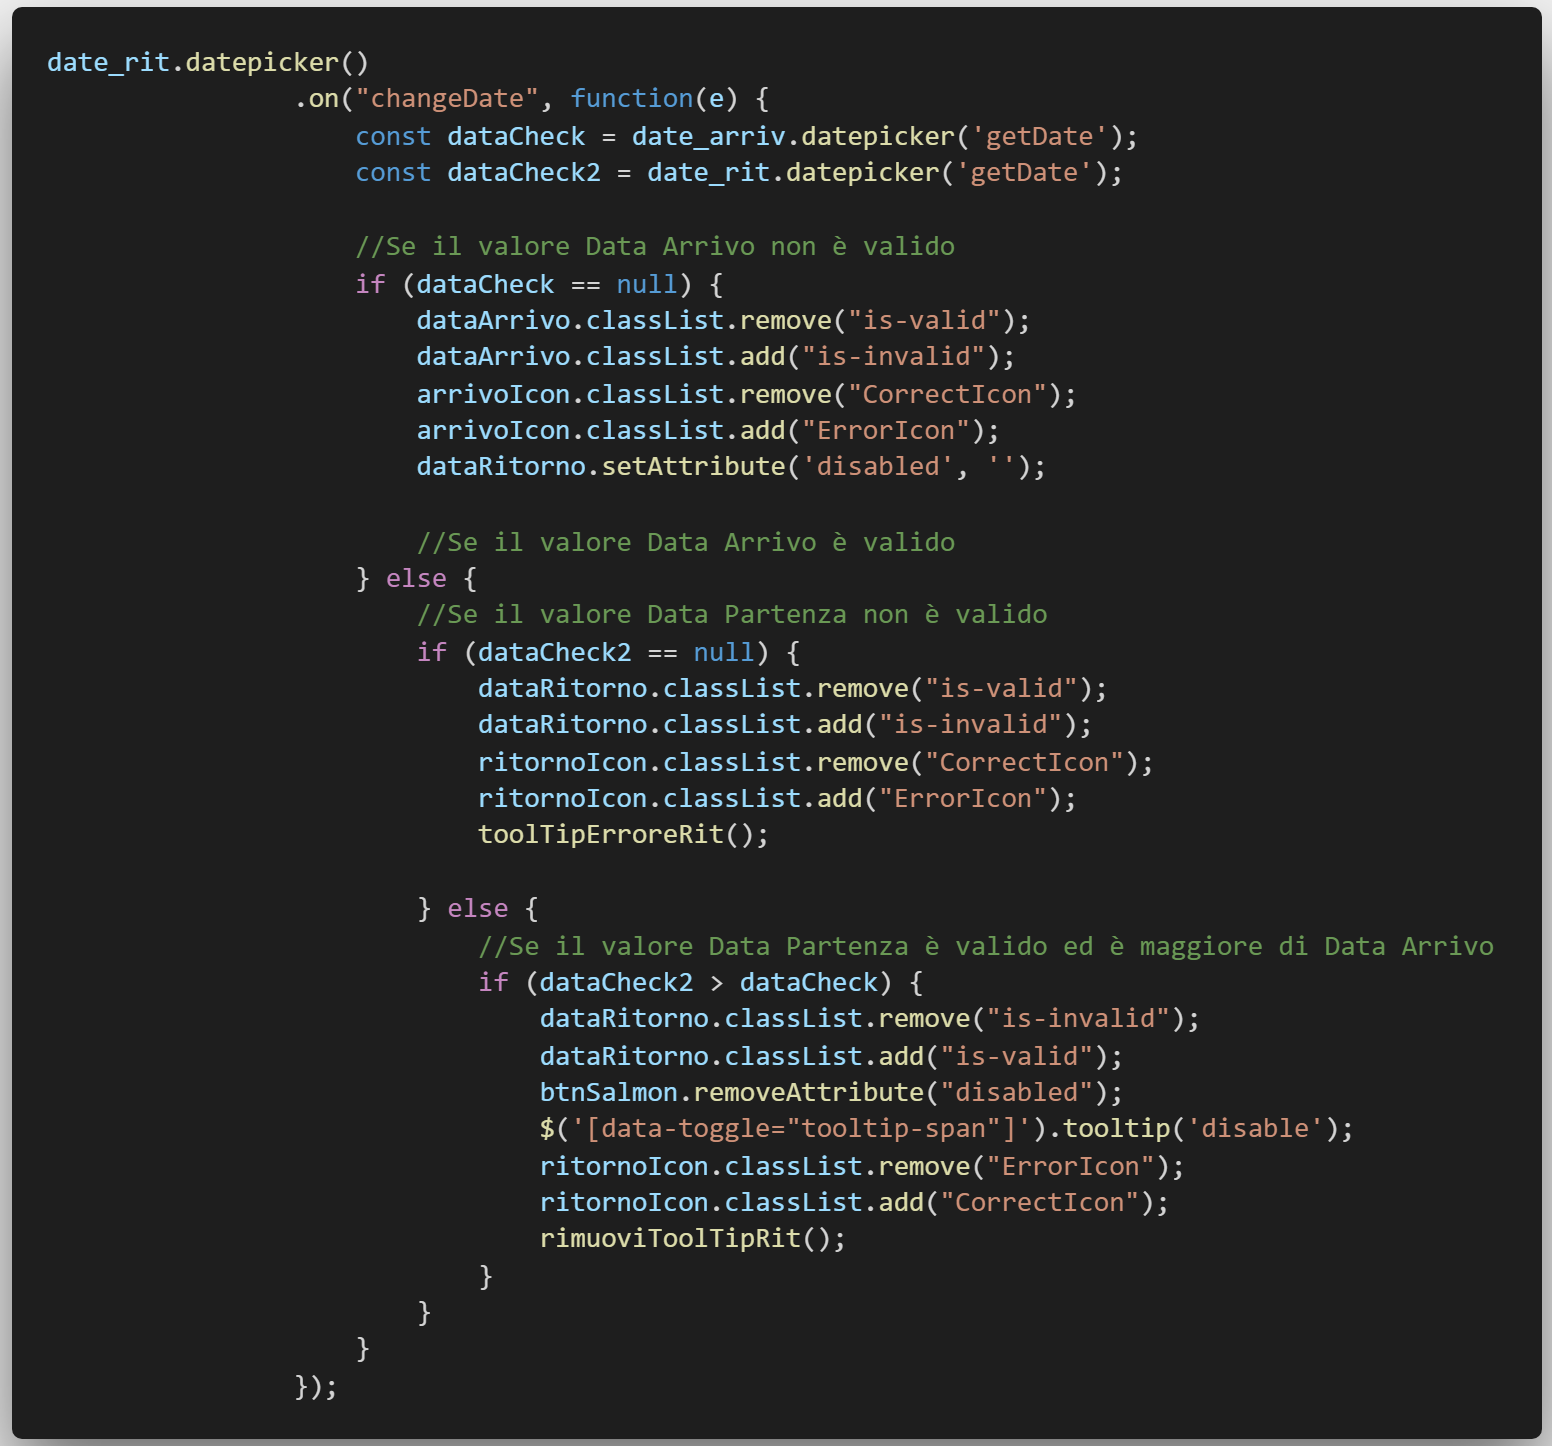 date_rit.datepicker()
.on("changeDate", function(e) {
const dataCheck = date_arriv.datepicker('getDate');
const dataCheck2 = date_rit.datepicker('getDate');
//Se il valore Data Arrivo non è valido
if (dataCheck == null) {
dataArrivo.classList.remove("is-valid");
dataArrivo.classList.add("is-invalid");
arrivoIcon.classList.remove("CorrectIcon");
arrivoIcon.classList.add("ErrorIcon");
dataRitorno.setAttribute('disabled', '');
//Se il valore Data Arrivo è valido
} else {
//Se il valore Data Partenza non è valido
if (dataCheck2 == null) {
dataRitorno.classList.remove("is-valid");
dataRitorno.classList.add("is-invalid");
ritornoIcon.classList.remove("CorrectIcon");
ritornoIcon.classList.add("ErrorIcon");
toolTipErroreRit();
} else {
//Se il valore Data Partenza è valido ed è maggiore di Data Arrivo
if (dataCheck2 > dataCheck) {
dataRitorno.classList.remove("is-invalid");
dataRitorno.classList.add("is-valid");
btnSalmon.removeAttribute("disabled");
$('[data-toggle="tooltip-span"]').tooltip('disable');
ritornoIcon.classList.remove("ErrorIcon");
ritornoIcon.classList.add("CorrectIcon");
rimuoviToolTipRit();
}
}
}
});